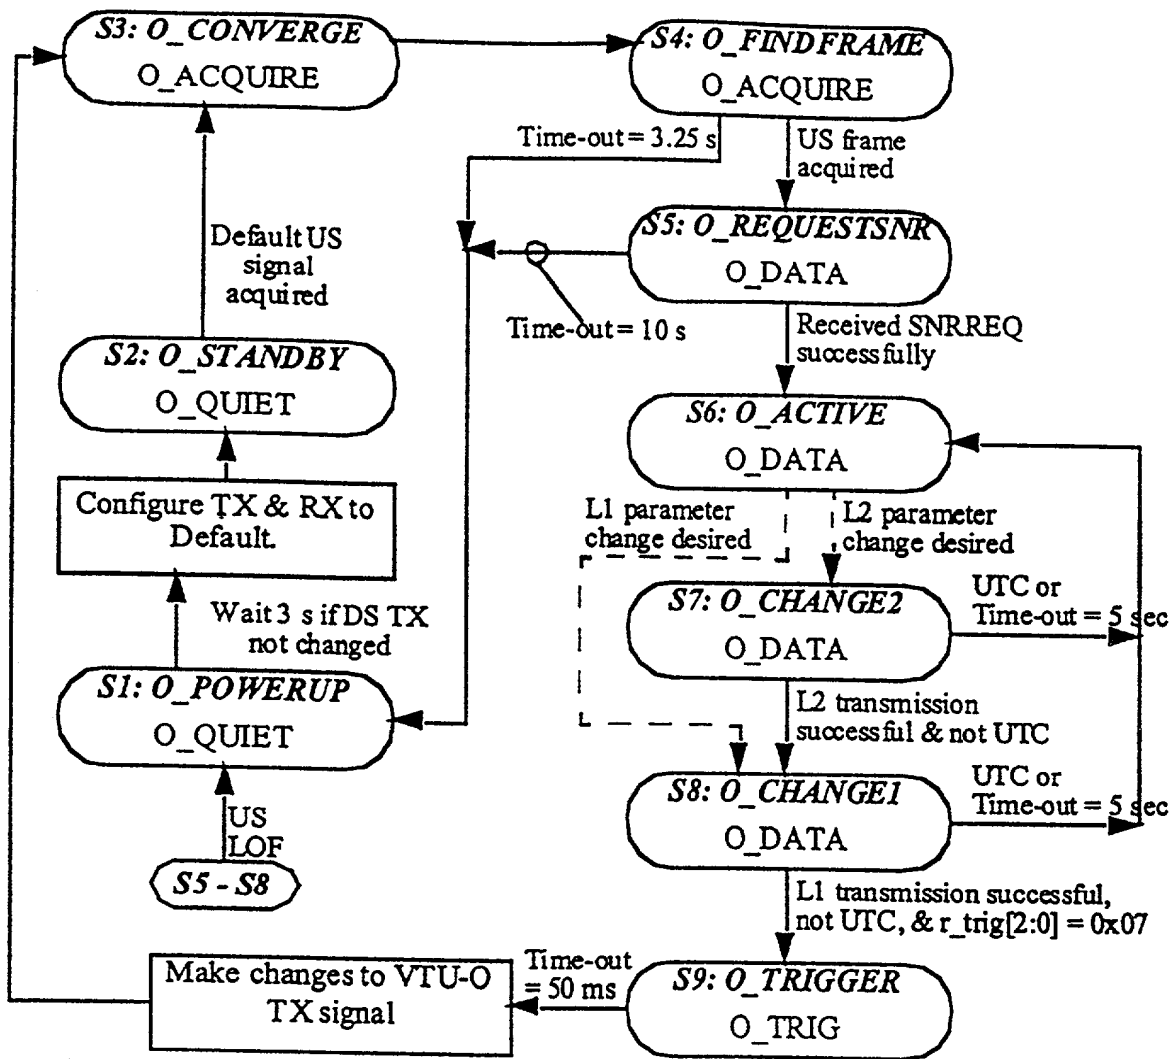 S3: O_CONVERGE
O_ACQUIRE
S4: O_FINDFRAME
O_ACQUIRE
Time-out = 3.25 s
US frame
acquired
S5: O_REQUESTSNR
O_DATA
Default US
signal
acquired
Time-out = 10 s
Received SNRREQ
successfully
S2: O_STANDBY
O_QUIET
S6: O_ACTIVE
O_DATA
Configure TX & RX to
Default.
L1 parameter
change desired
L2 parameter
change desired
S7: O_CHANGE2
O_DATA
UTC or
Time-out = 5 sec
Wait 3 s if DS TX
not changed
S1: O_POWERUP
O_QUIET
L2 transmission
successful & not UTC
S8: O_CHANGE1
O_DATA
UTC or
Time-out = 5 sec
US
LOF
S5 - S8
L1 transmission successful,
not UTC, & r_trig[2:0] = 0x07
Make changes to VTU-O
TX signal
Time-out
= 50 ms
S9: O_TRIGGER
O_TRIG